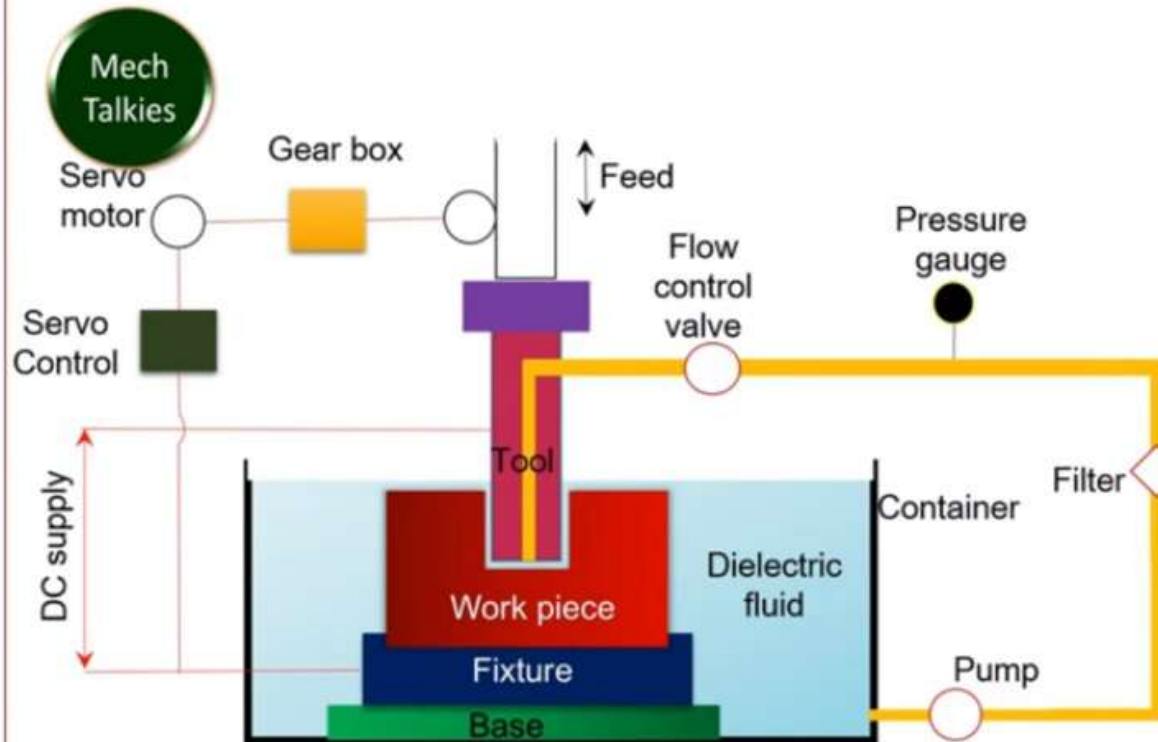 Mech
Talkies
Servo
motor
Gear box
Feed
Flow
control
valve
Pressure
gauge
Servo
Control
DC supply
Tool
Container
Filter
Dielectric
fluid
Work piece
Fixture
Pump
Base